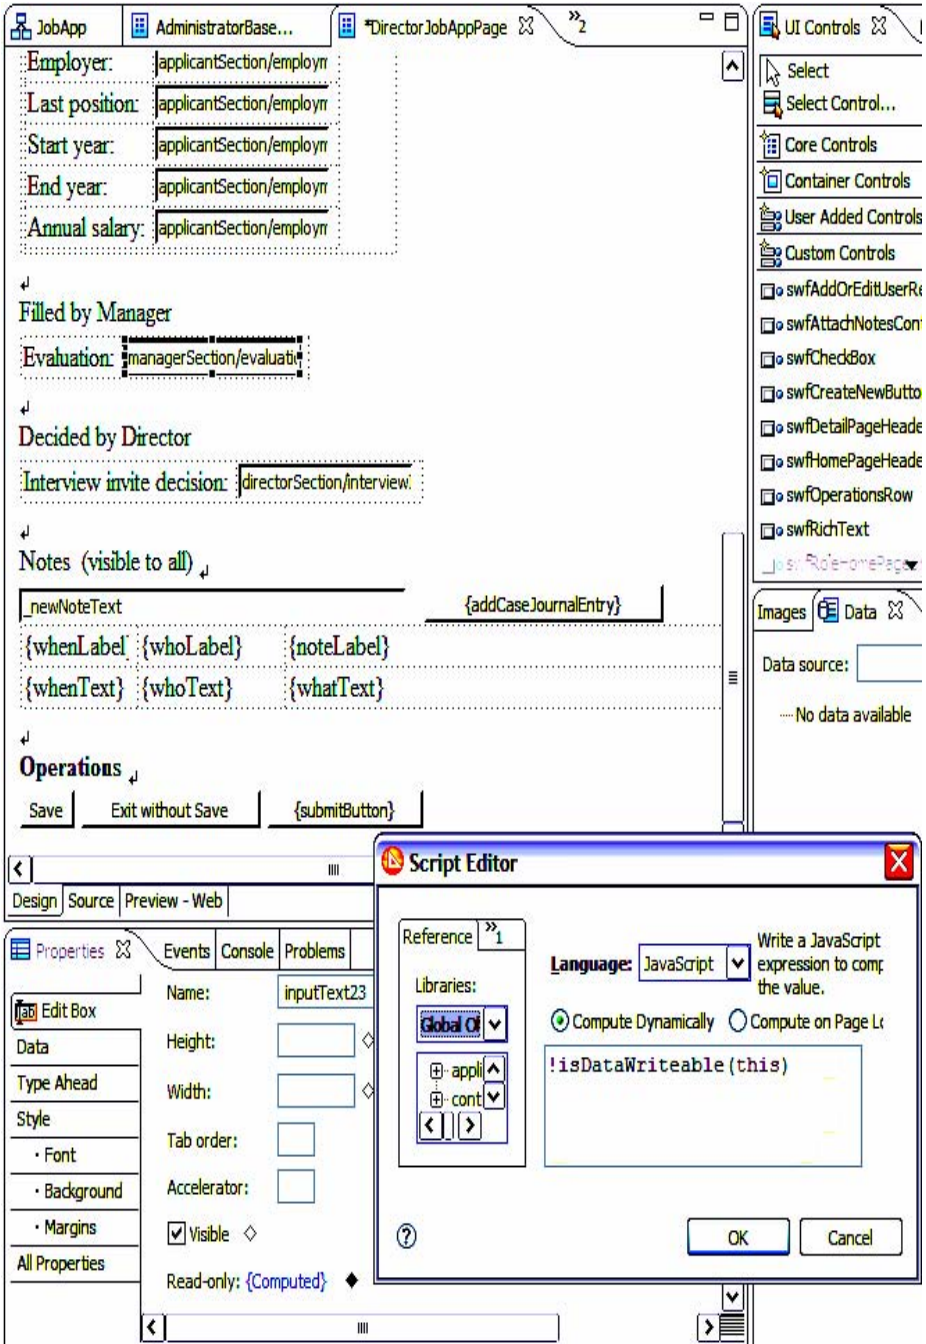 JobApp
AdministratorBase...
*DirectorJobAppPage
»2
Employer: applicantSection/employm
Last position: applicantSection/employm
Start year: applicantSection/employm
End year: applicantSection/employm
Annual salary: applicantSection/employm
Filled by Manager
Evaluation: managerSection/evaluatio
Decided by Director
Interview invite decision: directorSection/interview
Notes (visible to all)
_newNoteText {addCaseJournalEntry}
{whenLabel {whoLabel} {noteLabel}
{whenText} {whoText} {whatText}
Operations
Save Exit without Save {submitButton}
Design Source Preview - Web
UI Controls
Select
Select Control...
Core Controls
Container Controls
User Added Controls
Custom Controls
swfAddOrEditUserRe
swfAttachNotesCon
swfCheckBox
swfCreateNewButto
swfDetailPageHeade
swfHomePageHeade
swfOperationsRow
swfRichText
swfRoleHomePage
Images Data
Data source:
No data available
Properties Events Console Problems
Edit Box
Data
Type Ahead
Style
· Font
· Background
· Margins
All Properties
Name: inputText23
Height:
Width:
Tab order:
Accelerator:
Visible
Read-only: {Computed}
Script Editor
Reference »1
Libraries:
Global O
appli
cont
Language: JavaScript
Write a JavaScript
expression to comp
the value.
Compute Dynamically Compute on Page Lo
!isDataWriteable(this)
OK Cancel